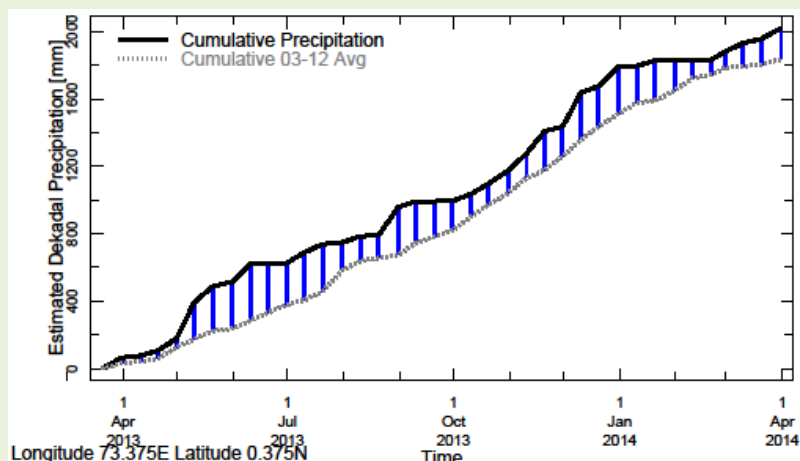 Estimated Dekadal Precipitation [mm]
2000
1600
1200
800
400
0
Cumulative Precipitation
Cumulative 03-12 Avg
1 1 1 1 1
Apr Jul Oct Jan Apr
2013 2013 2013 2014 2014
Longitude 73.375E Latitude 0.375N
Time